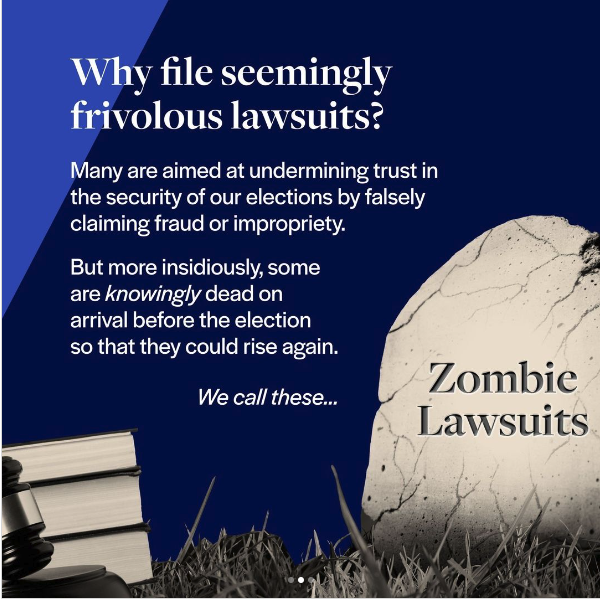 Why file seemingly
frivolous lawsuits?
Many are aimed at undermining trust in
the security of our elections by falsely
claiming fraud or impropriety.
But more insidiously, some
are knowingly dead on
arrival before the election
so that they could rise again.
We call these...
Zombie
Lawsuits